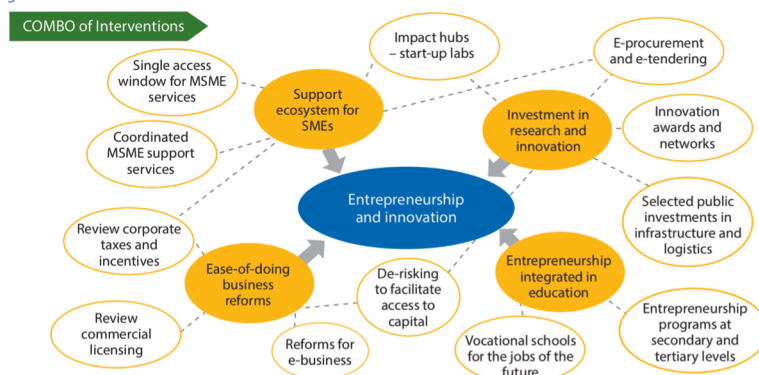 COMBO of Interventions
Impact hubs
– start-up labs
E-procurement
and e-tendering
Single access
window for MSME
services
Support
ecosystem for
SMEs
Investment in
research and
innovation
Innovation
awards and
networks
Coordinated
MSME support
services
Entrepreneurship
and innovation
Selected public
investments in
infrastructure and
logistics
Review corporate
taxes and
incentives
Ease-of-doing
business
reforms
De-risking
to facilitate
access to
capital
Entrepreneurship
integrated in
education
Review
commercial
licensing
Reforms for
e-business
Vocational schools
for the jobs of the
future
Entrepreneurship
programs at
secondary and
tertiary levels